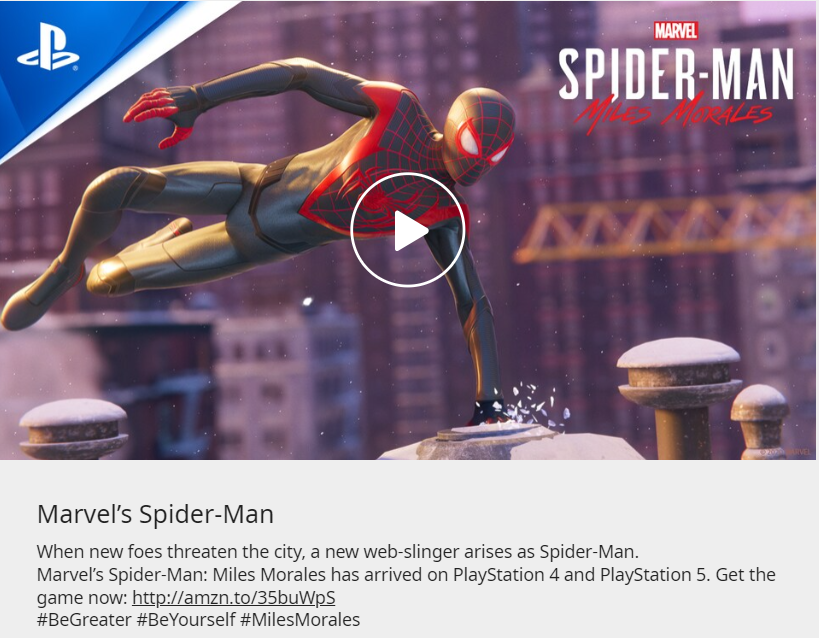 MARVEL
SPIDER-MAN
MILES MORALES
Marvel’s Spider-Man
When new foes threaten the city, a new web-slinger arises as Spider-Man.
Marvel’s Spider-Man: Miles Morales has arrived on PlayStation 4 and PlayStation 5. Get the
game now: http://amzn.to/35buWpS
#BeGreater #BeYourself #MilesMorales